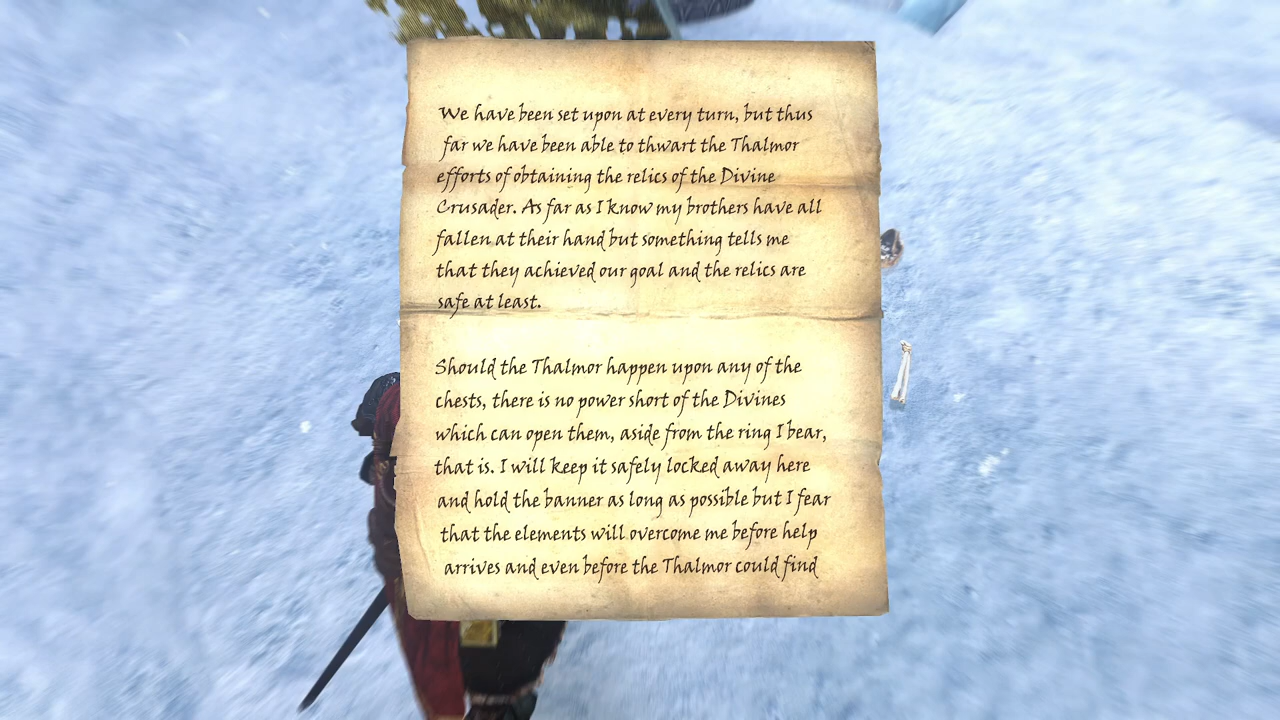 We have been set upon at every turn, but thus
far we have been able to thwart the Thalmor
efforts of obtaining the relics of the Divine
Crusader. As far as I know my brothers have all
fallen at their hand but something tells me
that they achieved our goal and the relics are
safe at least.
Should the Thalmor happen upon any of the
chests, there is no power short of the Divines
which can open them, aside from the ring I bear,
that is. I will keep it safely locked away here
and hold the banner as long as possible but I fear
that the elements will overcome me before help
arrives and even before the Thalmor could find